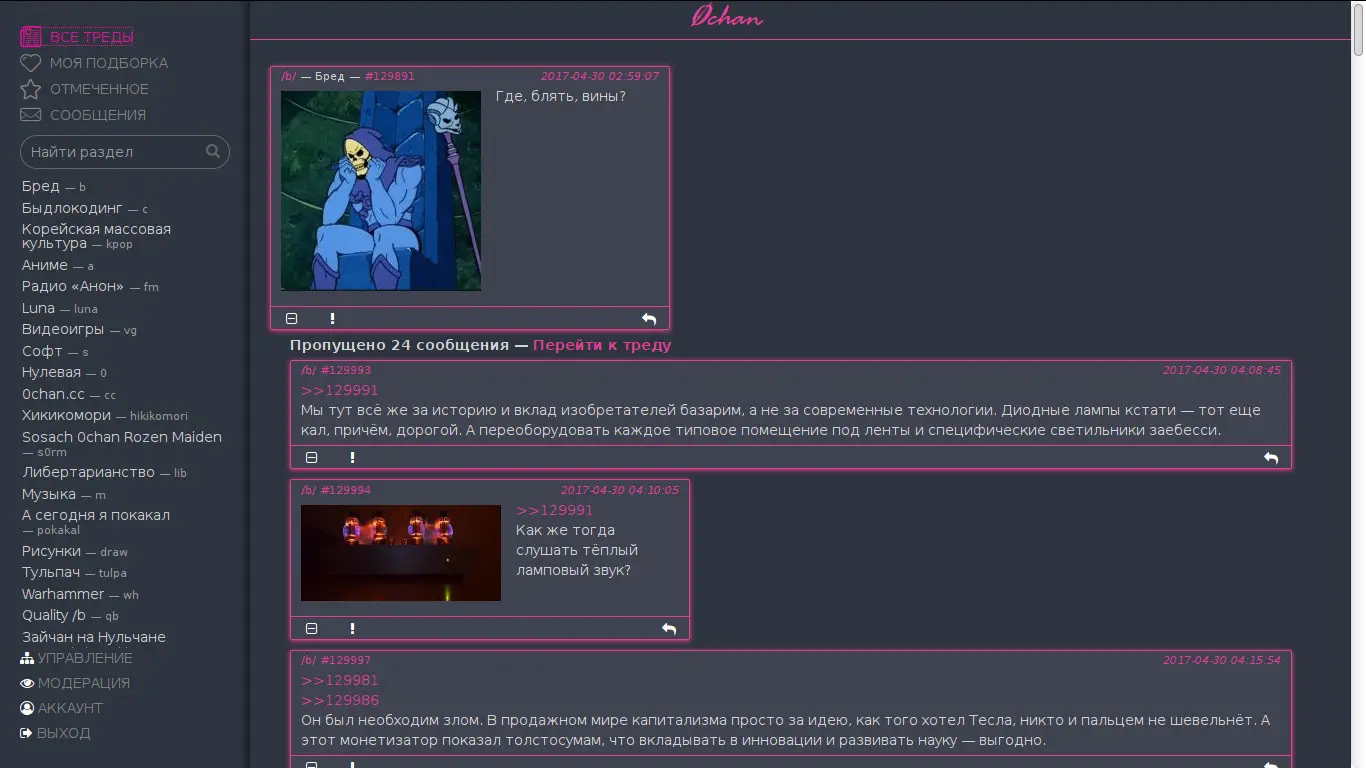 ВСЕ ТРЕДЫ
МОЯ ПОДБОРКА
ОТМЕЧЕННОЕ
СООБЩЕНИЯ
Найти раздел
Бред — b
Быдлокодинг — c
Корейская массовая
культура — kpop
Аниме — a
Радио «Анон» — fm
Luna — luna
Видеоигры — vg
Софт — s
Нулевая — 0
0chan.cc — cc
Хикикомори — hikikomori
Sosach 0chan Rozen Maiden
— s0rm
Либертарианство — lib
Музыка — m
А сегодня я покакал
— pokakal
Рисунки — draw
Тульпач — tulpa
Warhammer — wh
Quality /b — qb
Зайчан на Нульчане
УПРАВЛЕНИЕ
МОДЕРАЦИЯ
АККАУНТ
ВЫХОД
Øchan
/b/ — Бред — #129891 2017-04-30 02:59:07
Где, блять, вины?
Пропущено 24 сообщения — Перейти к треду
/b/ #129993 2017-04-30 04:08:45
>>129991
Мы тут всё же за историю и вклад изобретателей базарим, а не за современные технологии. Диодные лампы кстати — тот еще
кал, причём, дорогой. А переоборудовать каждое типовое помещение под ленты и специфические светильники заебесси.
/b/ #129994 2017-04-30 04:10:05
>>129991
Как же тогда
слушать тёплый
ламповый звук?
/b/ #129997 2017-04-30 04:15:54
>>129981
>>129986
Он был необходим злом. В продажном мире капитализма просто за идею, как того хотел Тесла, никто и пальцем не шевельнёт. А
этот монетизатор показал толстосумам, что вкладывать в инновации и развивать науку — выгодно.